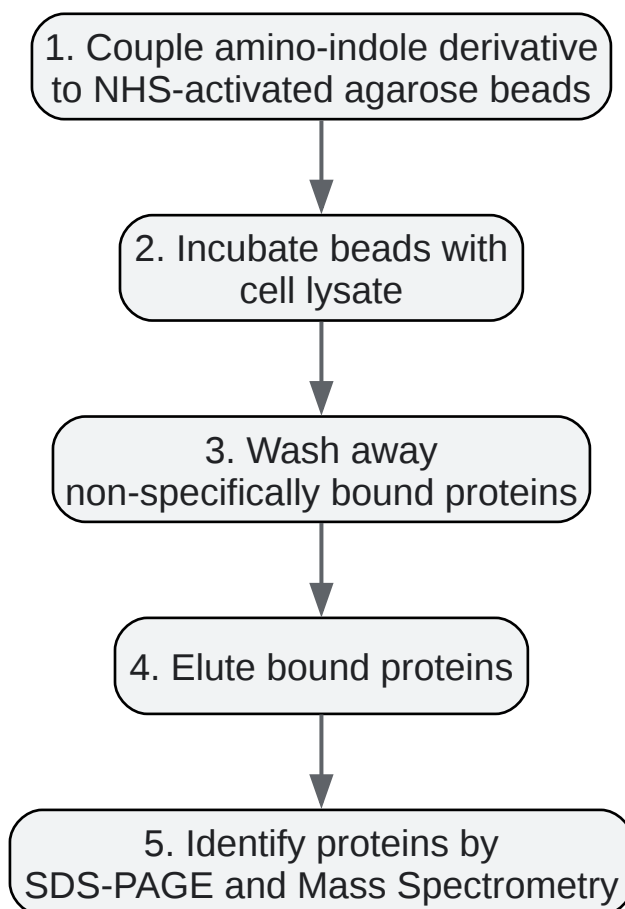 1. Couple amino-indole derivative
to NHS-activated agarose beads
2. Incubate beads with
cell lysate
3. Wash away
non-specifically bound proteins
4. Elute bound proteins
5. Identify proteins by
SDS-PAGE and Mass Spectrometry